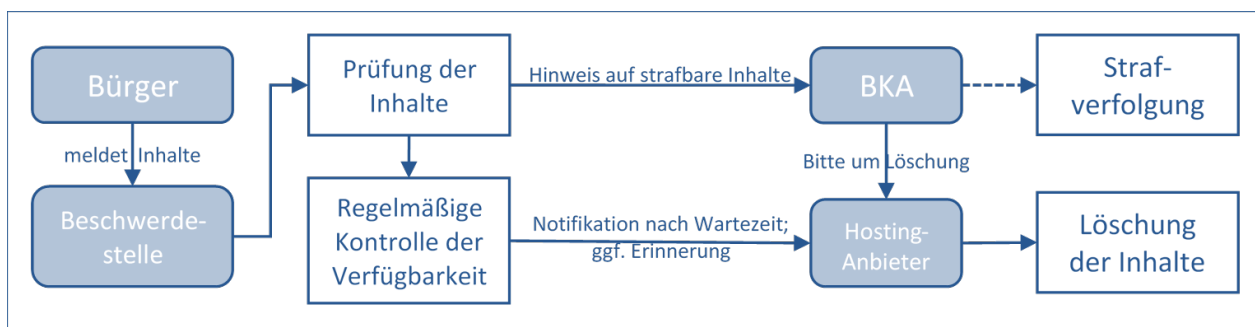 Bürger
meldet Inhalte
Beschwerde-
stelle
Prüfung der
Inhalte
Regelmäßige
Kontrolle der
Verfügbarkeit
Hinweis auf strafbare Inhalte
BKA
Straf-
verfolgung
Bitte um Löschung
Notifikation nach Wartezeit;
ggf. Erinnerung
Hosting-
Anbieter
Löschung
der Inhalte